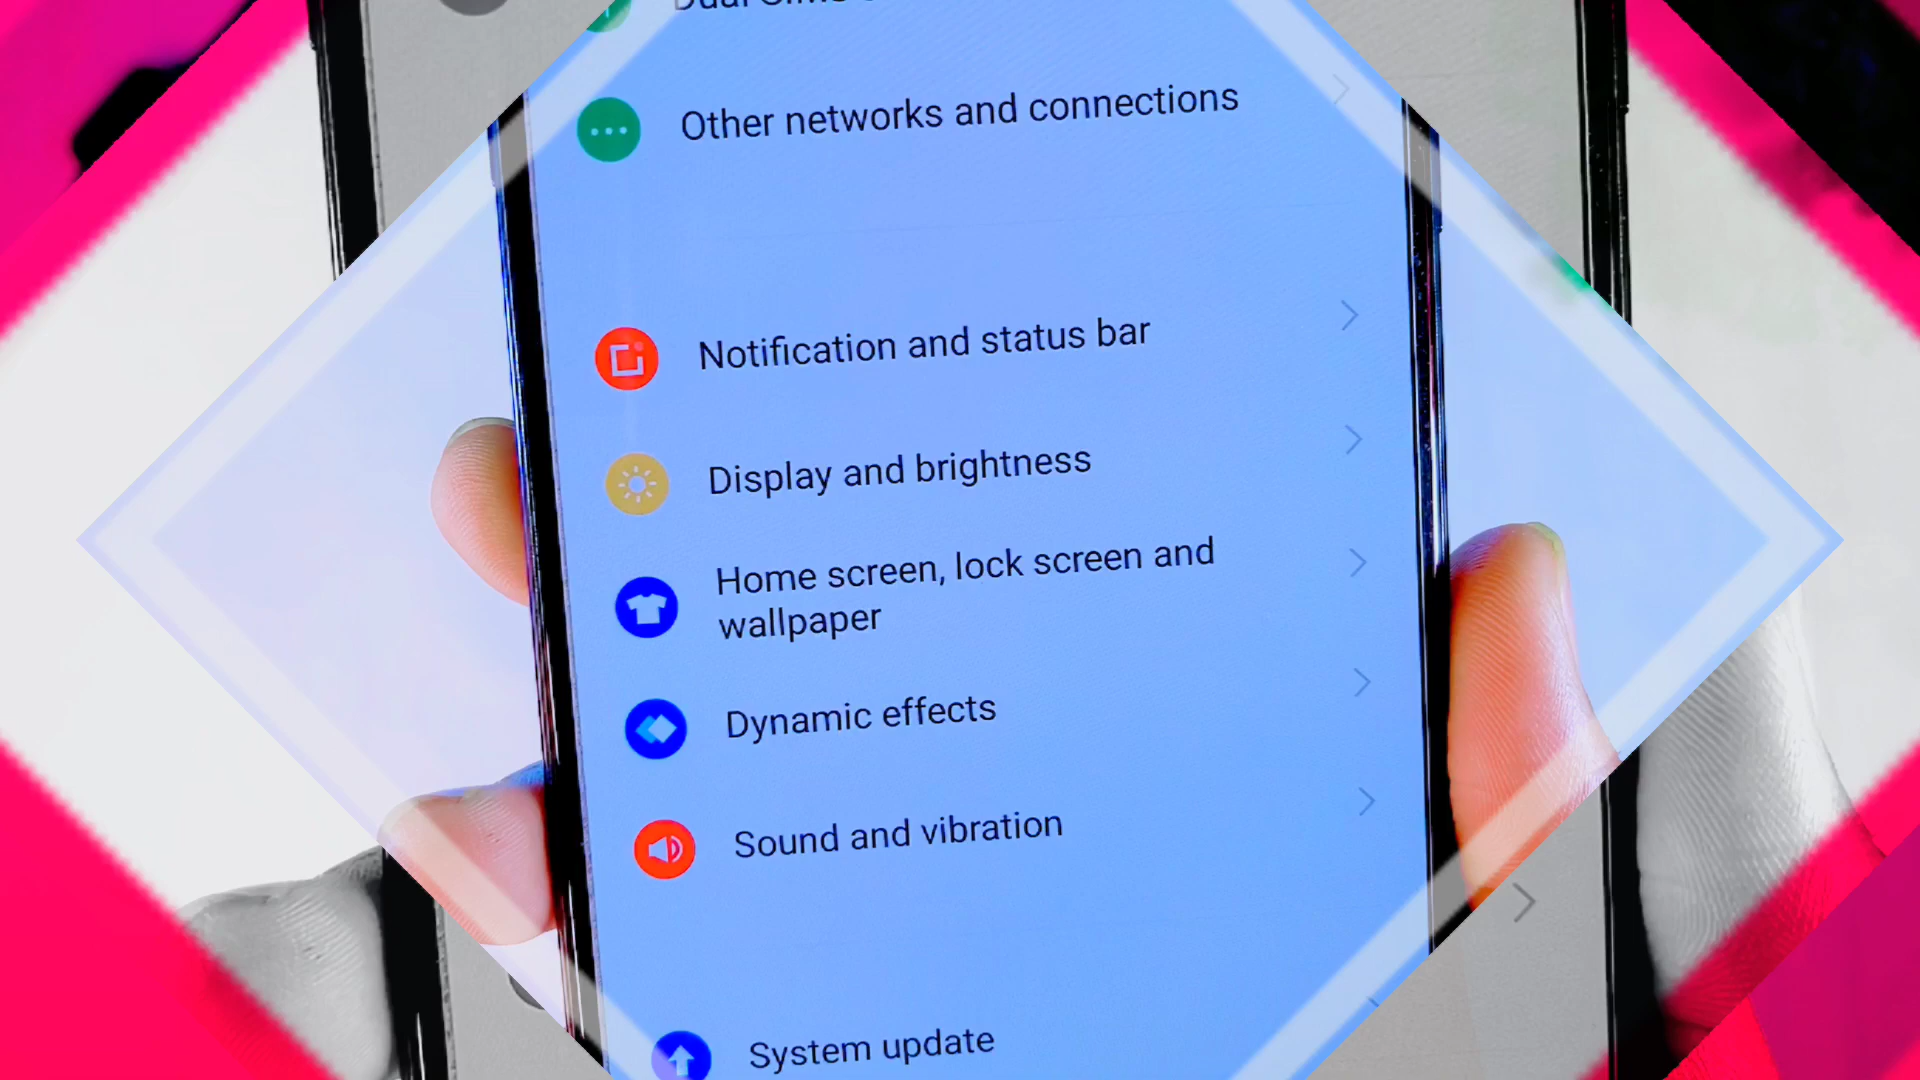 Other networks and connections
Notification and status bar
Display and brightness
Home screen, lock screen and
wallpaper
Dynamic effects
Sound and vibration
System update